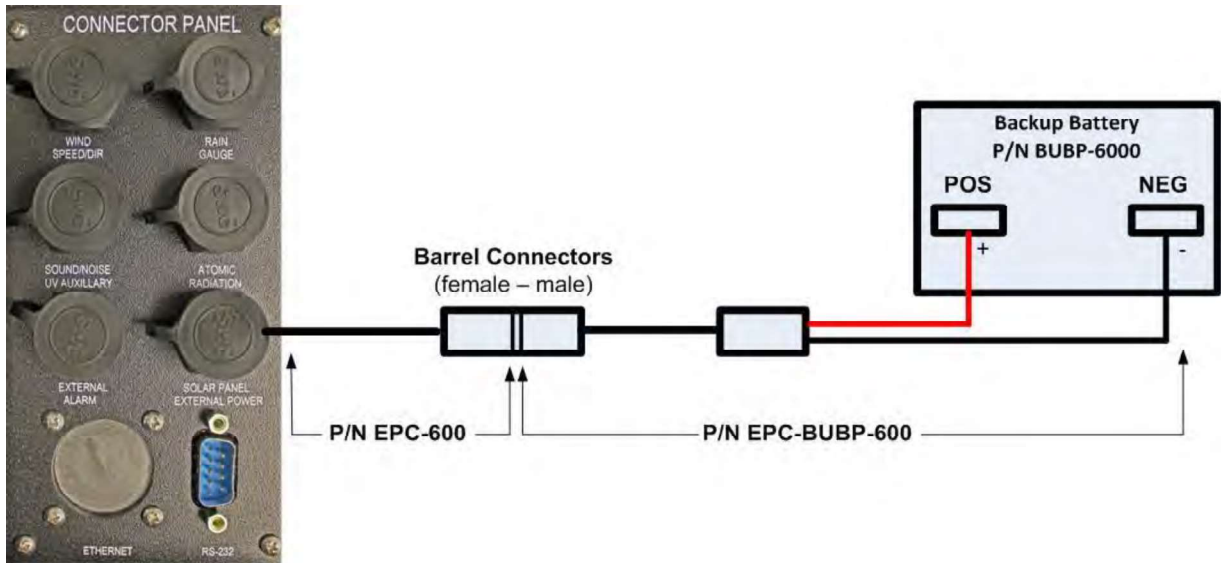 CONNECTOR PANEL
WIND
SPEED/DIR
RAIN
GAUGE
SOUND/NOISE
UV AUXILLARY
ATOMIC
RADIATION
EXTERNAL
ALARM
SOLAR PANEL
EXTERNAL POWER
ETHERNET
RS-232
Barrel Connectors
(female – male)
Backup Battery
P/N BUBP-6000
POS
NEG
+
-
P/N EPC-600
P/N EPC-BUBP-600